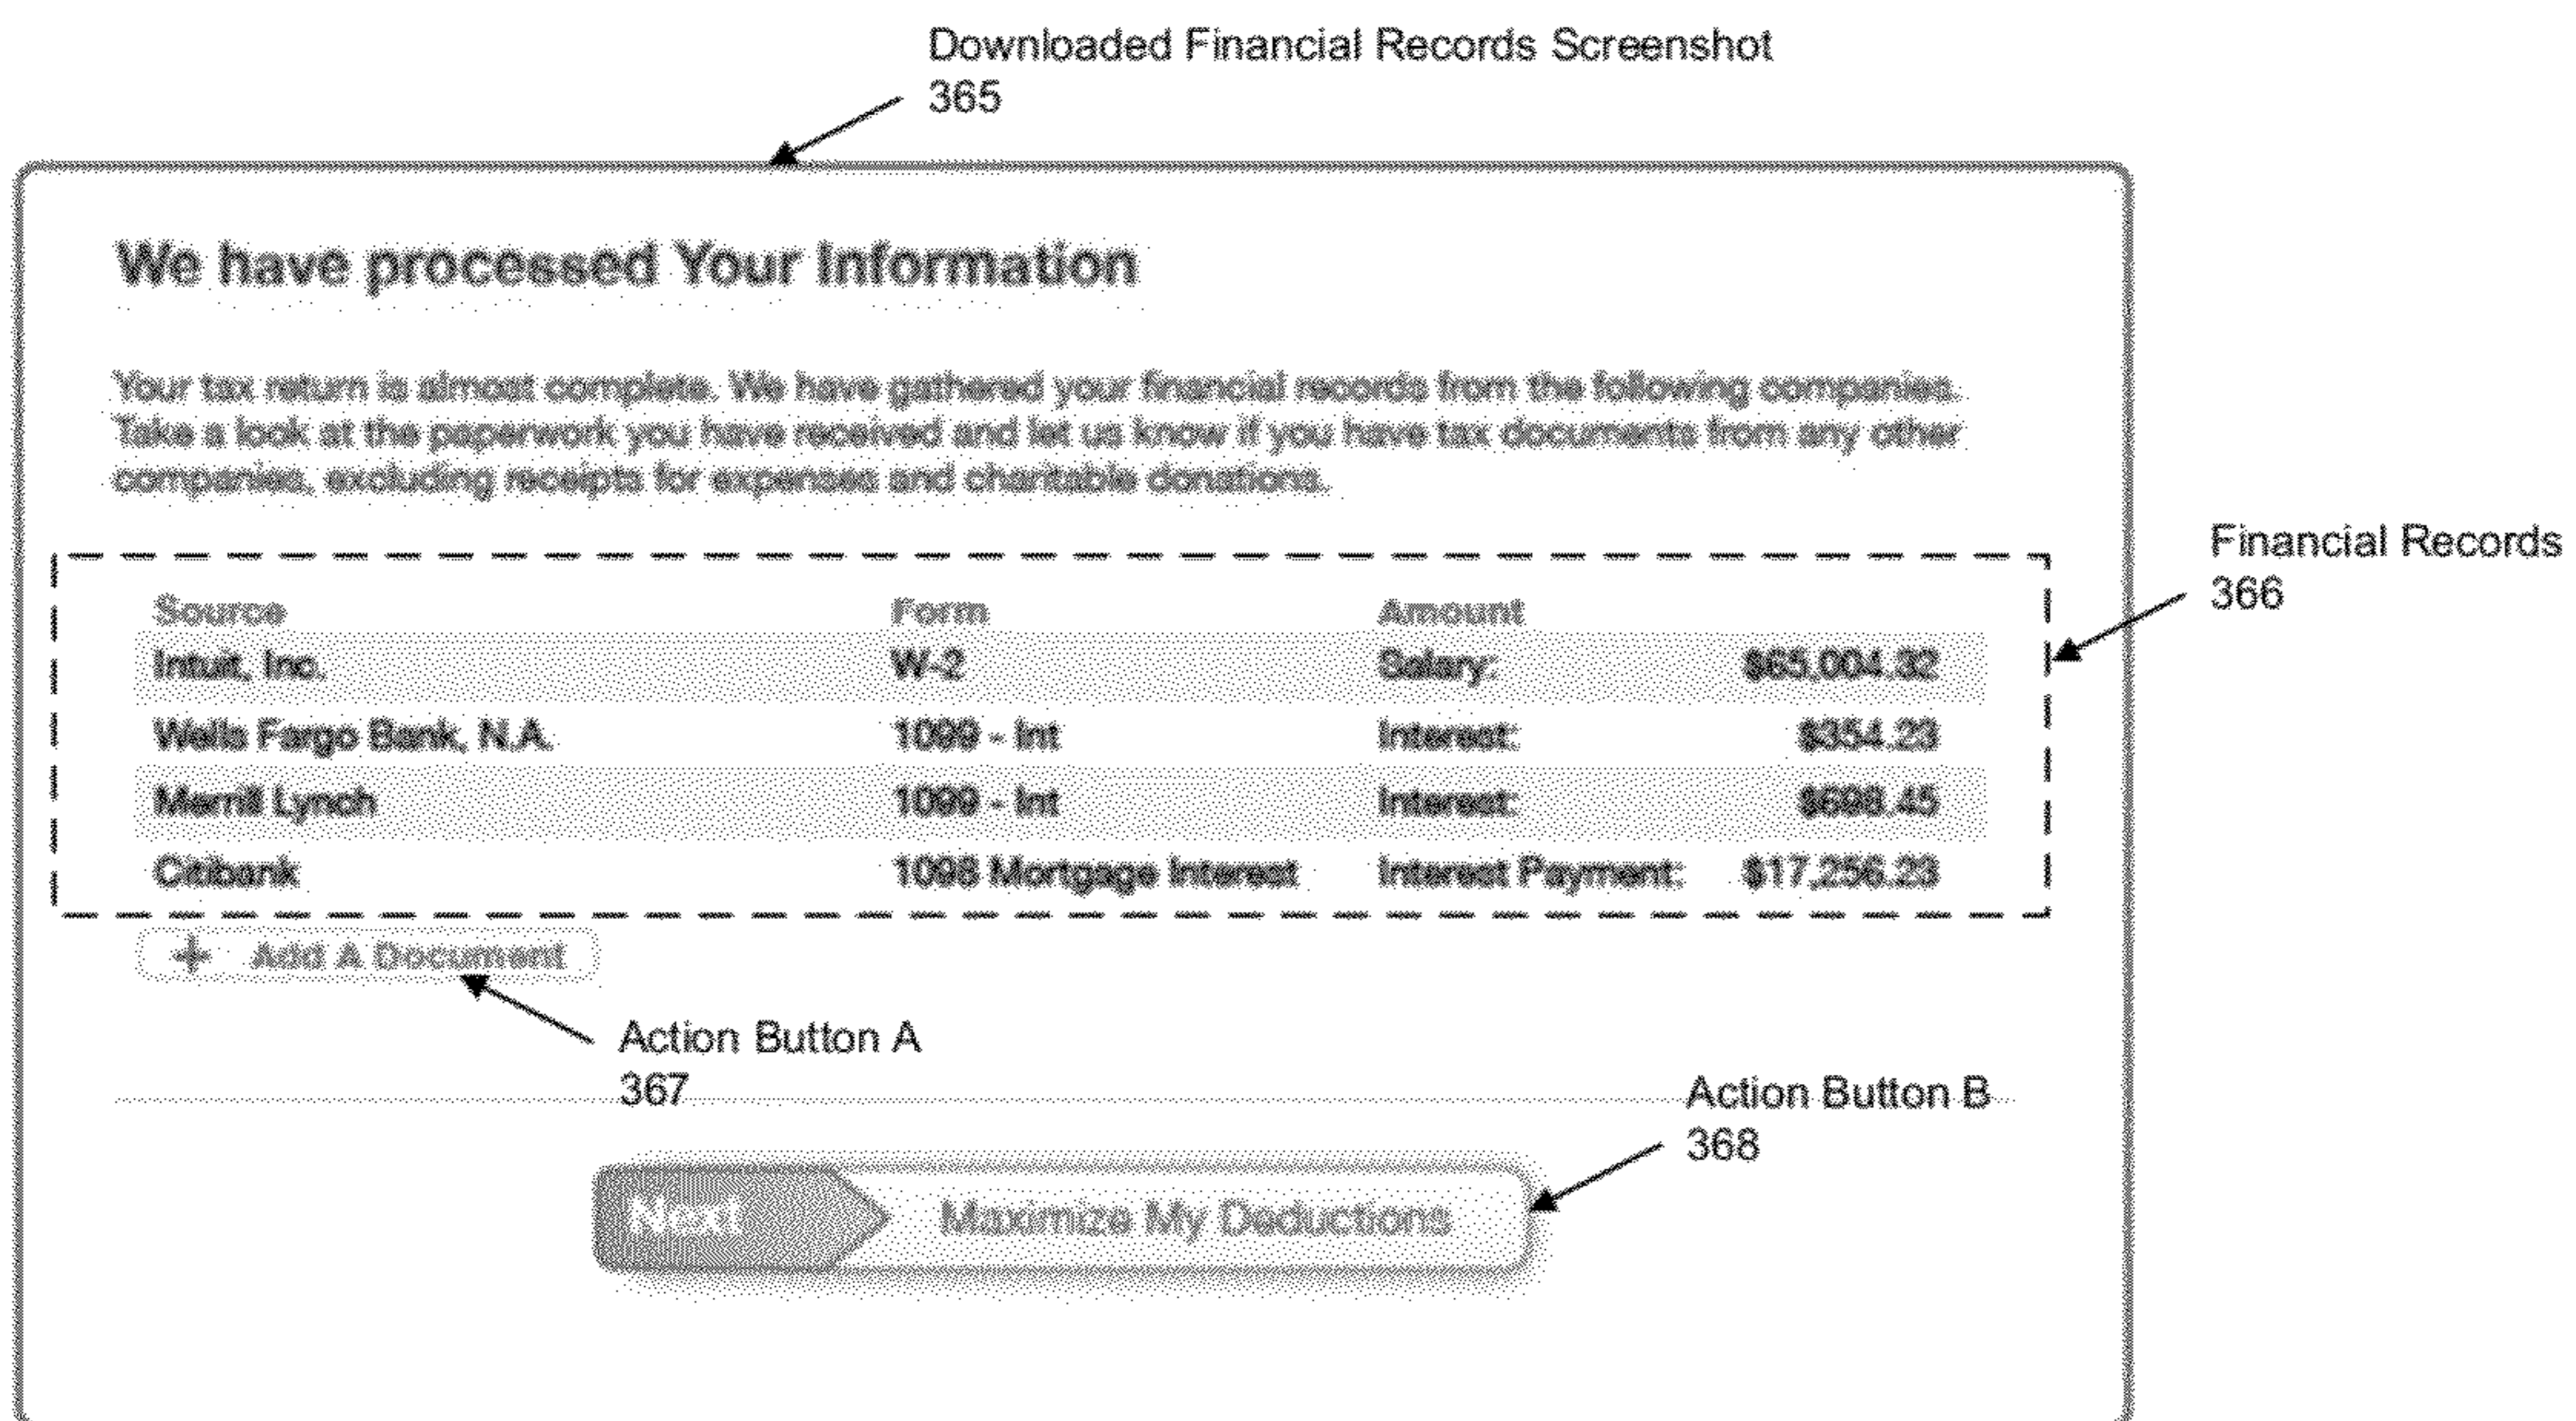 Downloaded Financial Records Screenshot
365
We have processed Your Information
Your tax return is almost complete. We have gathered your financial records from the following companies.
Take a look at the paperwork you have received and let us know if you have tax documents from any other
companies, excluding receipts for expenses and charitable donations.
Financial Records
366
Source Form Amount
Intuit, Inc. W-2 Salary: $65,004.32
Wells Fargo Bank, N.A. 1099 - Int Interest: $354.23
Merrill Lynch 1099 - Int Interest: $698.45
Citibank 1098 Mortgage Interest Interest Payment: $17,256.23
+ Add A Document
Action Button A
367
Action Button B
368
Next Maximize My Deductions